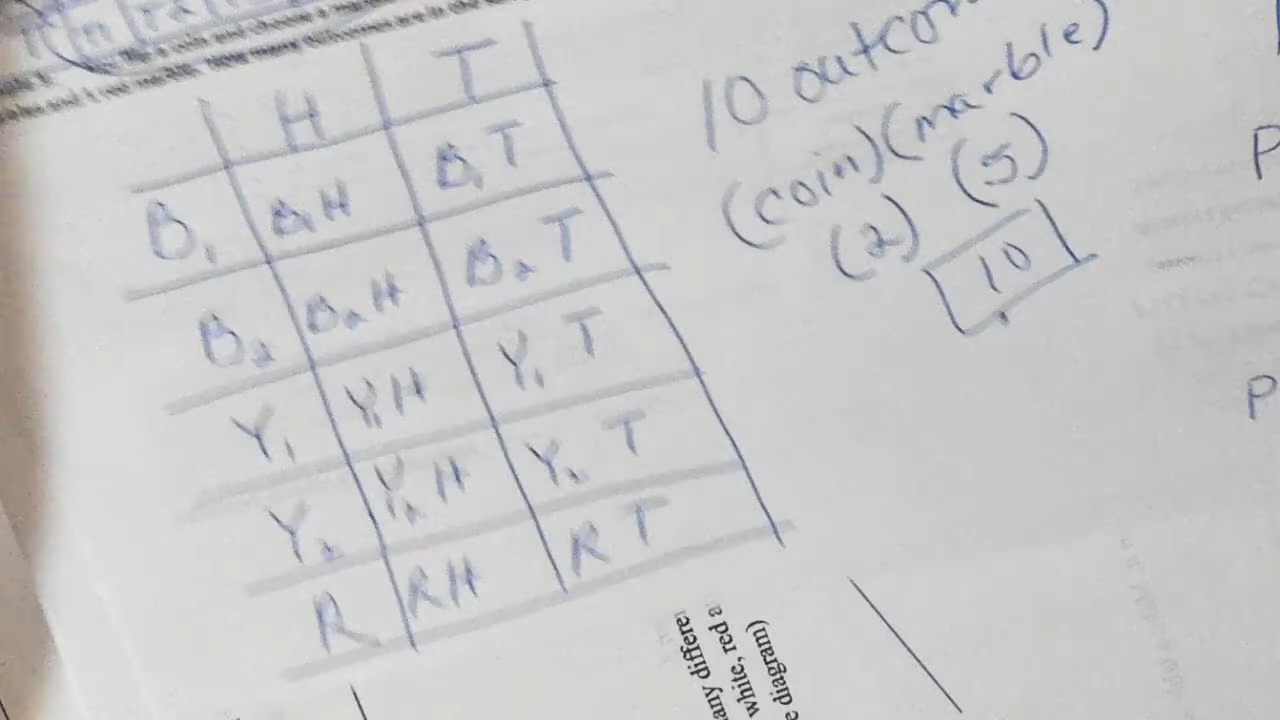 H T
B₁ B₁H B₁T
B₂ B₂H B₂T
Y₁ Y₁H Y₁T
Y₂ Y₂H Y₂T
R RH RT
10 outcom
(coin)(marble)
(2) (5)
10
P
P
any differe
white, red a
e diagram)